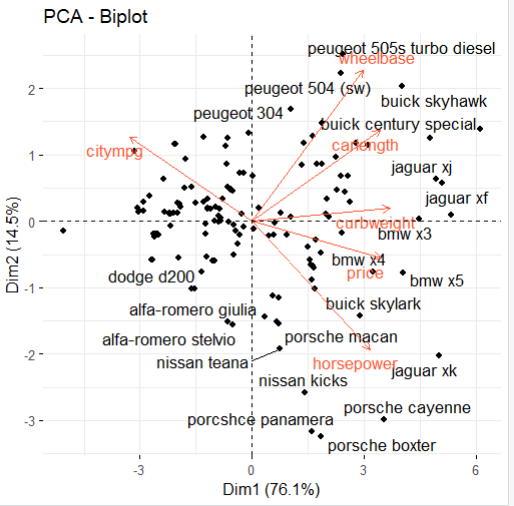 PCA - Biplot
peugeot 505s turbo diesel
wheelbase
peugeot 504 (sw)
buick skyhawk
peugeot 304
buick century special
carlength
citympg
jaguar xj
jaguar xf
curbweight
bmw x3
bmw x4
price
bmw x5
dodge d200
buick skylark
alfa-romero giulia
porsche macan
alfa-romero stelvio
nissan teana
horsepower
jaguar xk
nissan kicks
porsche cayenne
porcshce panamera
porsche boxter
2
1
0
-1
-2
-3
Dim2 (14.5%)
-3 0 3 6
Dim1 (76.1%)